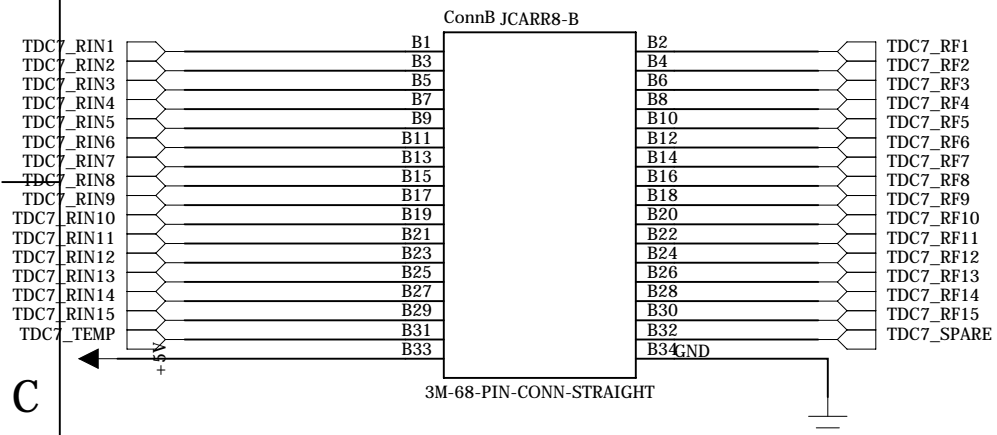 ConnB JCARR8-B
TDC7_RIN1 B1 B2 TDC7_RF1
TDC7_RIN2 B3 B4 TDC7_RF2
TDC7_RIN3 B5 B6 TDC7_RF3
TDC7_RIN4 B7 B8 TDC7_RF4
TDC7_RIN5 B9 B10 TDC7_RF5
TDC7_RIN6 B11 B12 TDC7_RF6
TDC7_RIN7 B13 B14 TDC7_RF7
TDC7_RIN8 B15 B16 TDC7_RF8
TDC7_RIN9 B17 B18 TDC7_RF9
TDC7_RIN10 B19 B20 TDC7_RF10
TDC7_RIN11 B21 B22 TDC7_RF11
TDC7_RIN12 B23 B24 TDC7_RF12
TDC7_RIN13 B25 B26 TDC7_RF13
TDC7_RIN14 B27 B28 TDC7_RF14
TDC7_RIN15 B29 B30 TDC7_RF15
TDC7_TEMP B31 B32 TDC7_SPARE
+5V B33 B34 GND
C 3M-68-PIN-CONN-STRAIGHT